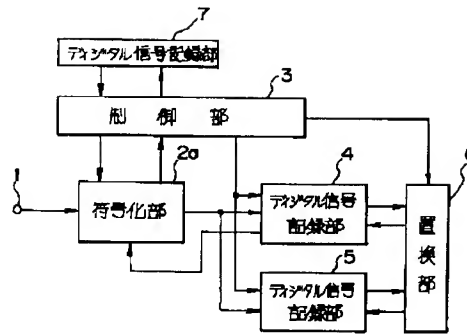 7
ディジタル信号記録部
3
制御部
2a
1
符号化部
4
ディジタル信号
記録部
5
ディジタル信号
記録部
6
置換部